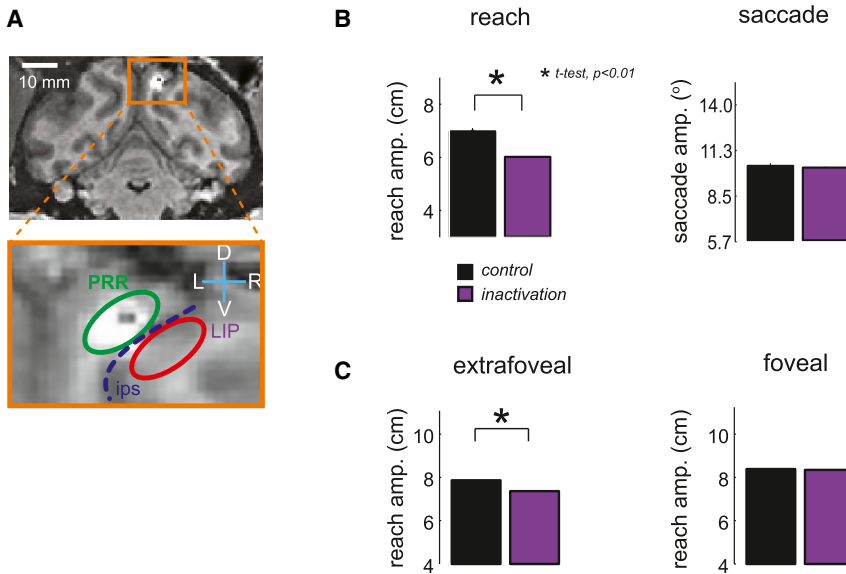 A
10 mm
D
L
R
V
PRR
LIP
ips
B
reach
saccade
* t-test, p<0.01
*
reach amp. (cm)
8
6
4
saccade amp. (º)
14.0
11.3
8.5
5.7
control
inactivation
C
extrafoveal
foveal
*
reach amp. (cm)
10
8
6
4
reach amp. (cm)
10
8
6
4